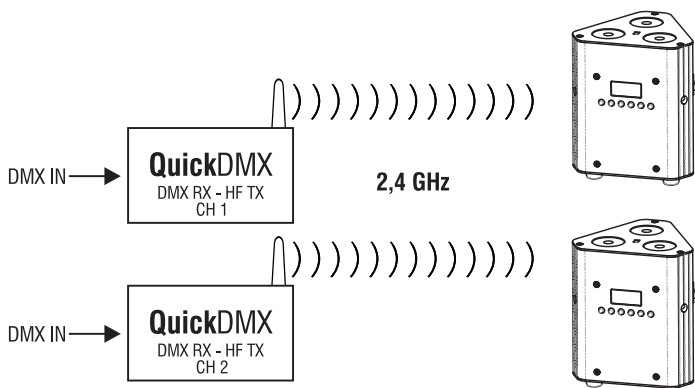 DMX IN
QuickDMX
DMX RX - HF TX
CH 1
2,4 GHz
DMX IN
QuickDMX
DMX RX - HF TX
CH 2